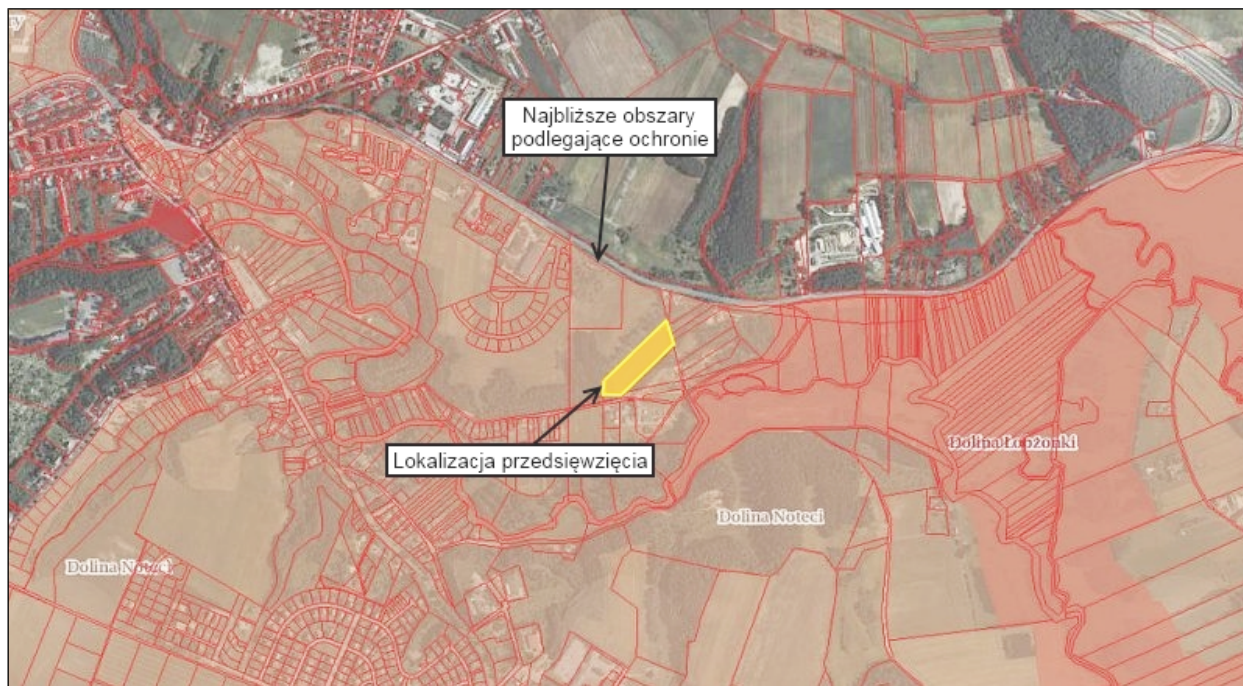 Najbliższe obszary
podlegające ochronie
Lokalizacja przedsięwzięcia
Dolina Łobżonki
Dolina Noteci
Dolina Noteci